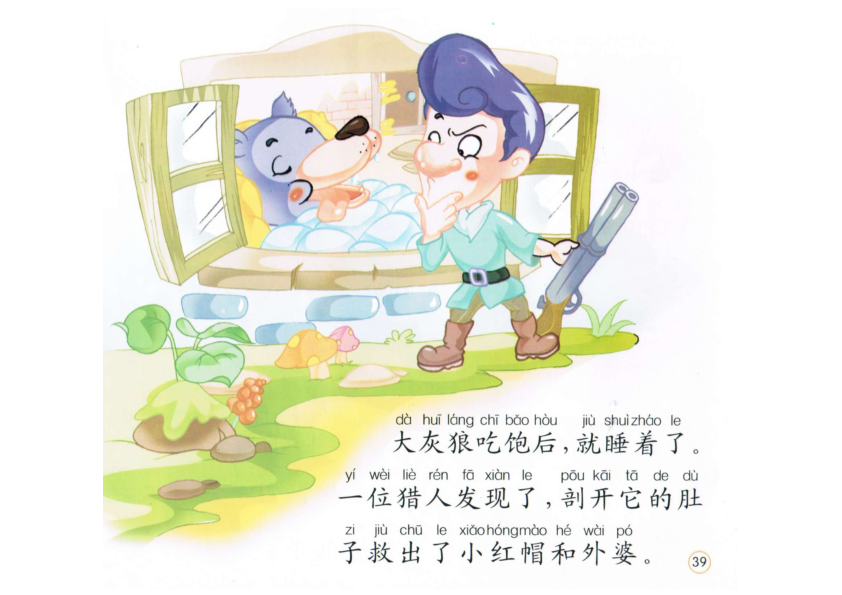 dà huī láng chī bǎo hòu jiù shuì zháo le
大灰狼吃饱后,就睡着了。
yí wèi liè rén fā xiàn le pōu kāi tā de dù
一位猎人发现了,剖开它的肚
zi jiù chū le xiǎo hóng mào hé wài pó
子救出了小红帽和外婆。
39